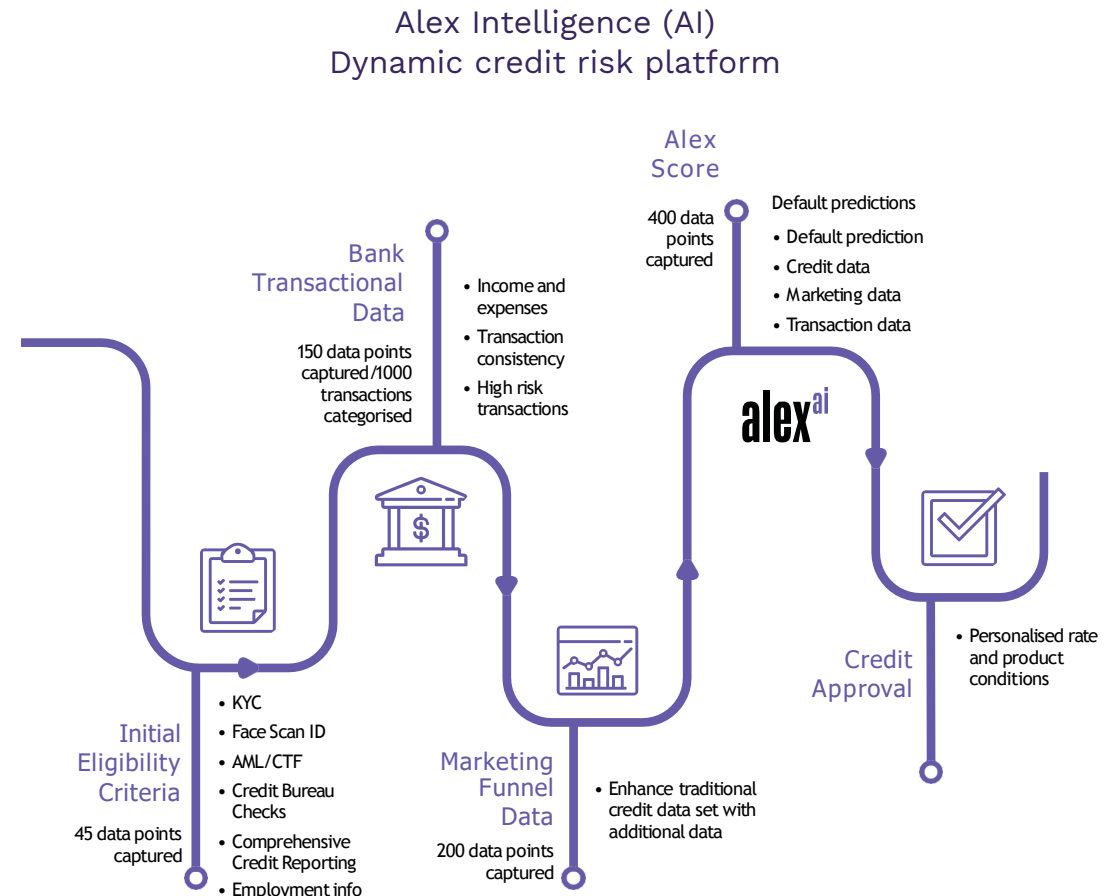 Alex Intelligence (AI)
Dynamic credit risk platform
Initial
Eligibility
Criteria
45 data points
captured
• KYC
• Face Scan ID
• AML/CTF
• Credit Bureau
Checks
• Comprehensive
Credit Reporting
• Employment info
Bank
Transactional
Data
150 data points
captured/1000
transactions
categorised
• Income and
expenses
• Transaction
consistency
• High risk
transactions
$
Marketing
Funnel
Data
200 data points
captured
• Enhance traditional
credit data set with
additional data
Alex
Score
400 data
points
captured
Default predictions
• Default prediction
• Credit data
• Marketing data
• Transaction data
alex ai
Credit
Approval
• Personalised rate
and product
conditions